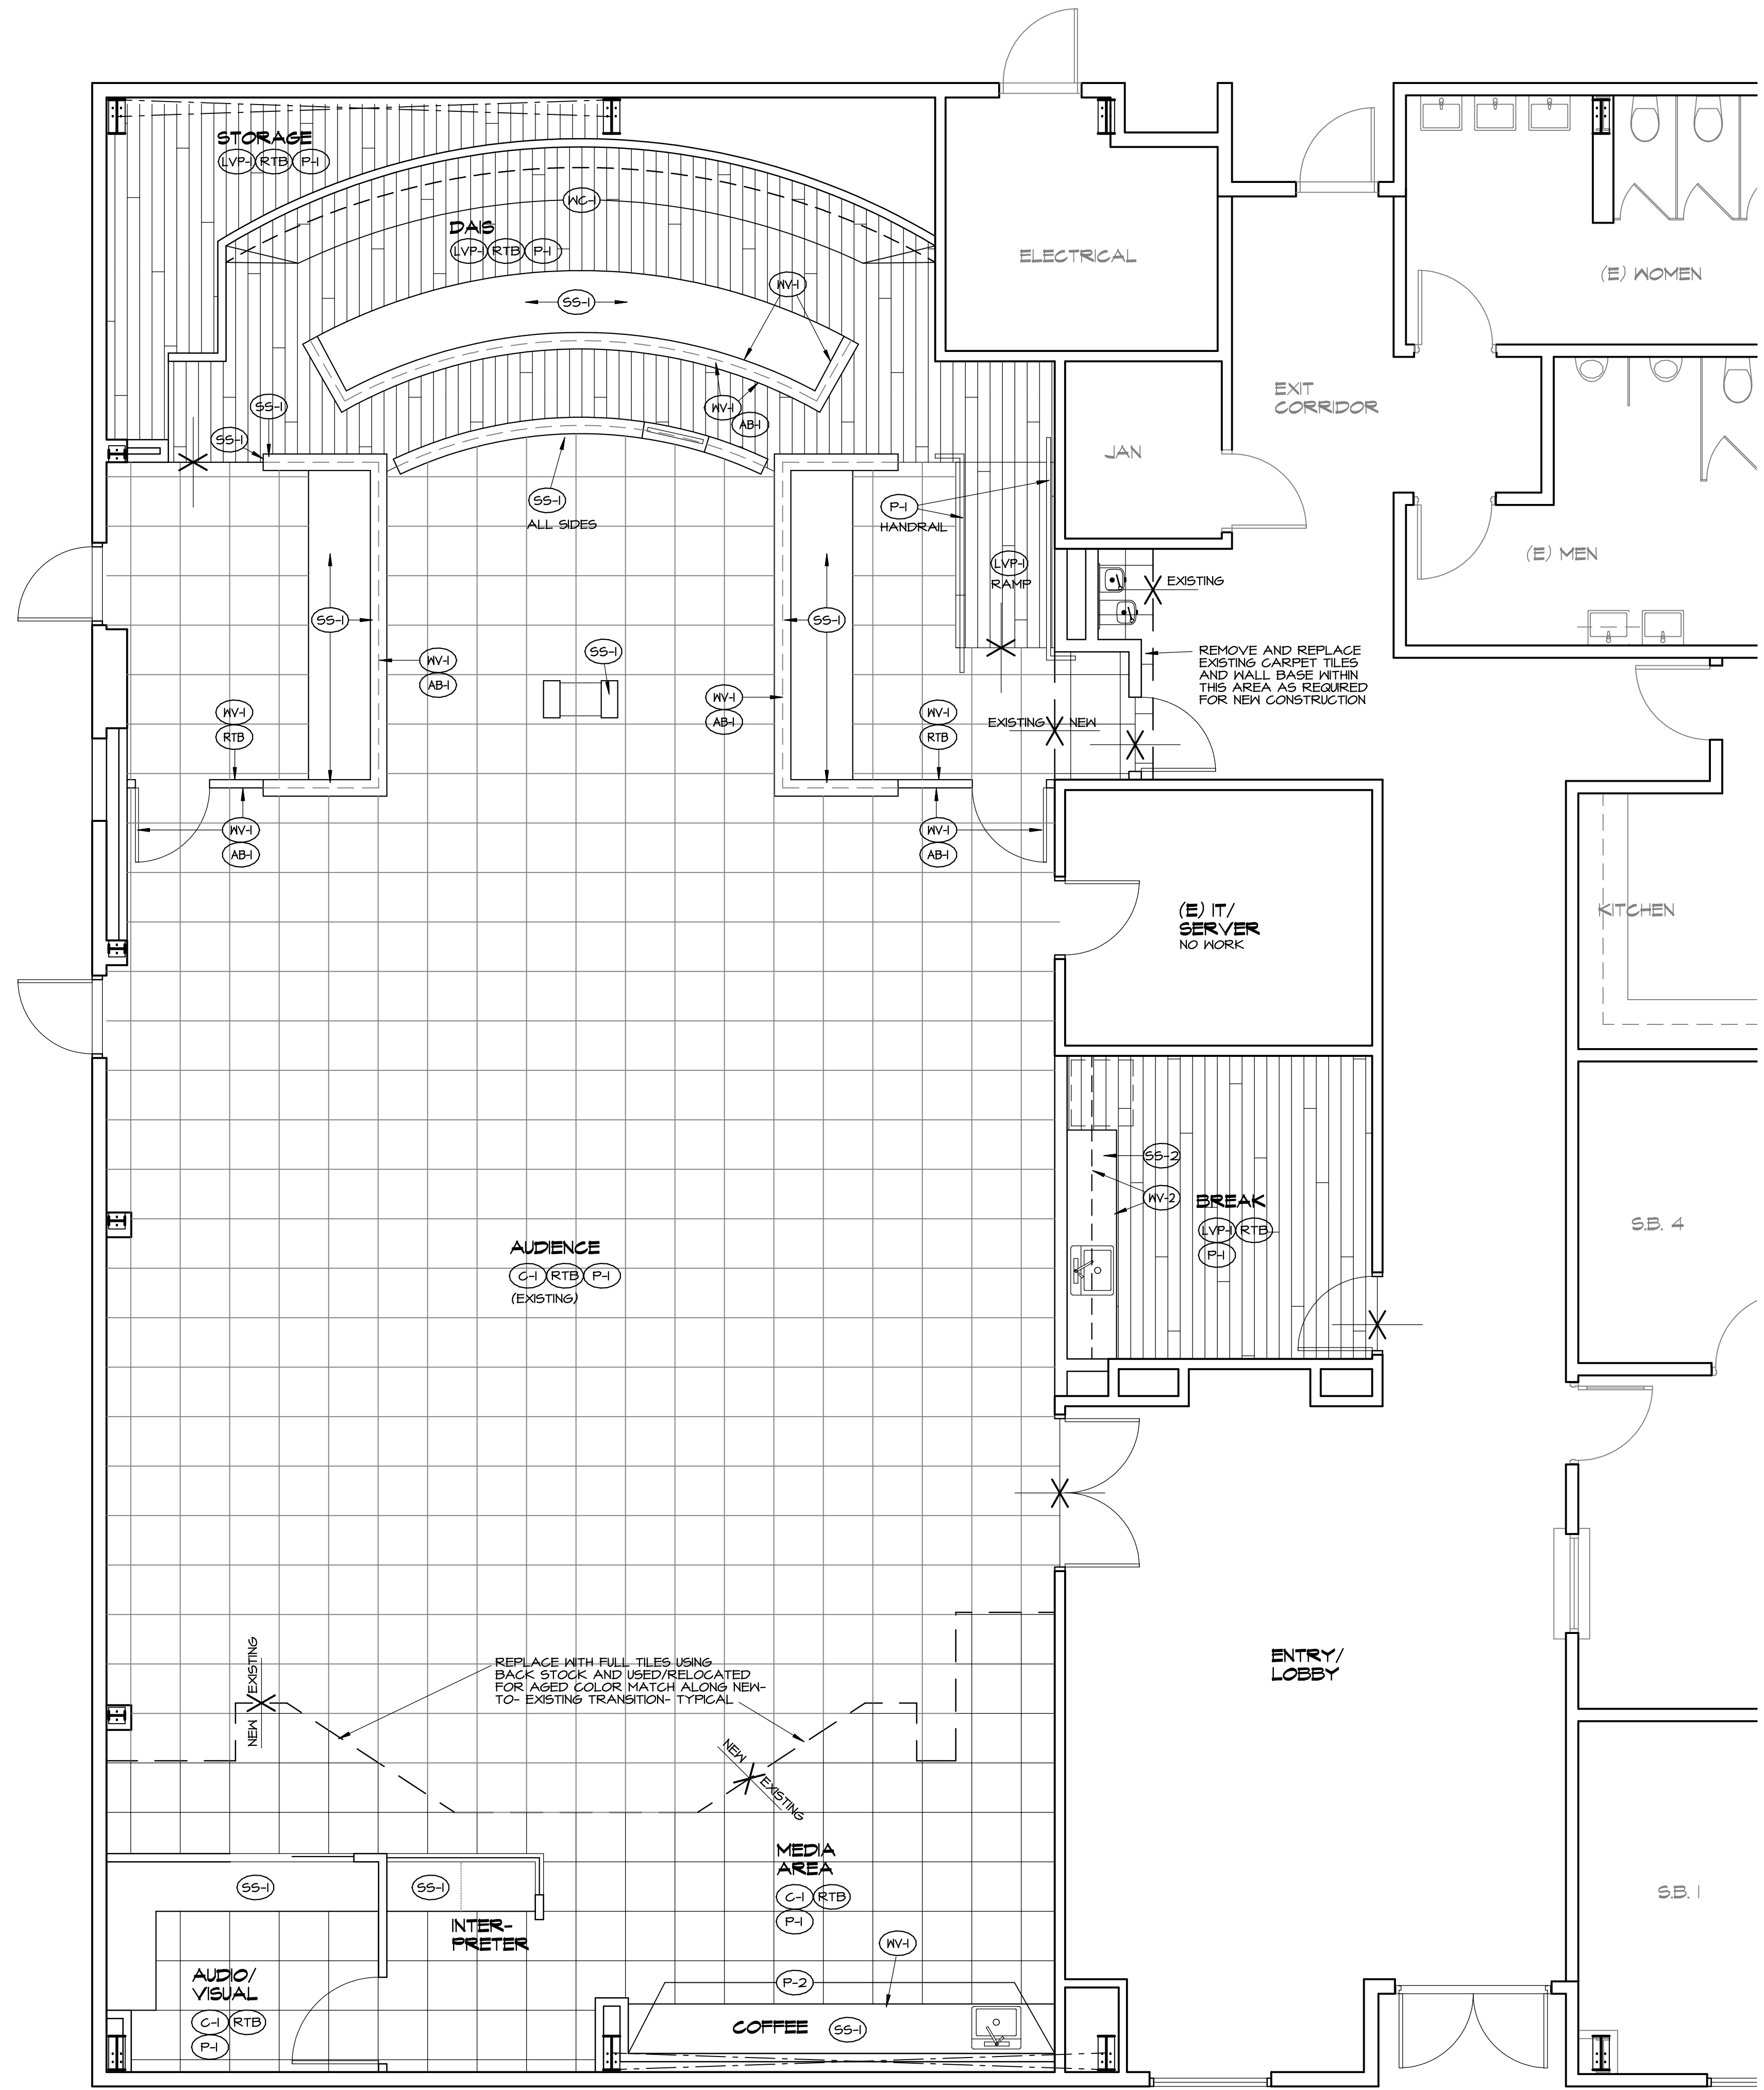 STORAGE
LVP-1 RTB P-1
WC-1
DAIS
LVP-1 RTB P-1
ELECTRICAL
(E) WOMEN
WV-1
SS-1
EXIT
CORRIDOR
SS-1
WV-1
AB-1
SS-1
JAN
SS-1
ALL SIDES
P-1
HANDRAIL
(E) MEN
LVP-1
RAMP
EXISTING
SS-1
SS-1
SS-1
WV-1
AB-1
REMOVE AND REPLACE
EXISTING CARPET TILES
AND WALL BASE WITHIN
THIS AREA AS REQUIRED
FOR NEW CONSTRUCTION
WV-1
AB-1
WV-1
RTB
WV-1
RTB
EXISTING NEW
WV-1
AB-1
WV-1
AB-1
(E) IT/
SERVER
NO WORK
KITCHEN
SS-2
WV-2
BREAK
LVP-1 RTB
P-1
S.B. 4
AUDIENCE
C-1 RTB P-1
(EXISTING)
NEW EXISTING
REPLACE WITH FULL TILES USING
BACK STOCK AND USED/RELOCATED
FOR AGED COLOR MATCH ALONG NEW-
TO- EXISTING TRANSITION- TYPICAL
ENTRY/
LOBBY
NEW EXISTING
MEDIA
AREA
C-1 RTB
P-1
SS-1
SS-1
S.B. 1
INTER-
PRETER
WV-1
AUDIO/
VISUAL
C-1 RTB
P-1
P-2
COFFEE SS-1